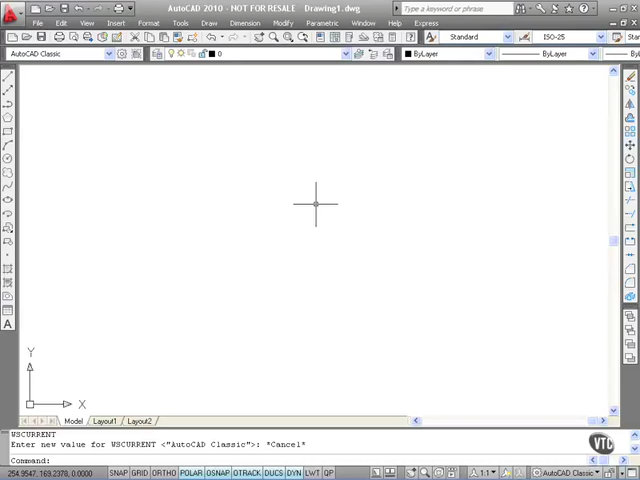 AutoCAD 2010 - NOT FOR RESALE Drawing1.dwg
Type a keyword or phrase
File Edit View Insert Format Tools Draw Dimension Modify Parametric Window Help Express
Standard
ISO-25
Star
AutoCAD Classic
0
ByLayer
ByLayer
ByL
A
Y
X
Model Layout1 Layout2
WSCURRENT
Enter new value for WSCURRENT <"AutoCAD Classic">: *Cancel*
Command:
VTC
254.9547, 169.2378, 0.0000
SNAP GRID ORTHO POLAR OSNAP OTRACK DUCS DYN LWT QP
1:1
AutoCAD Classic